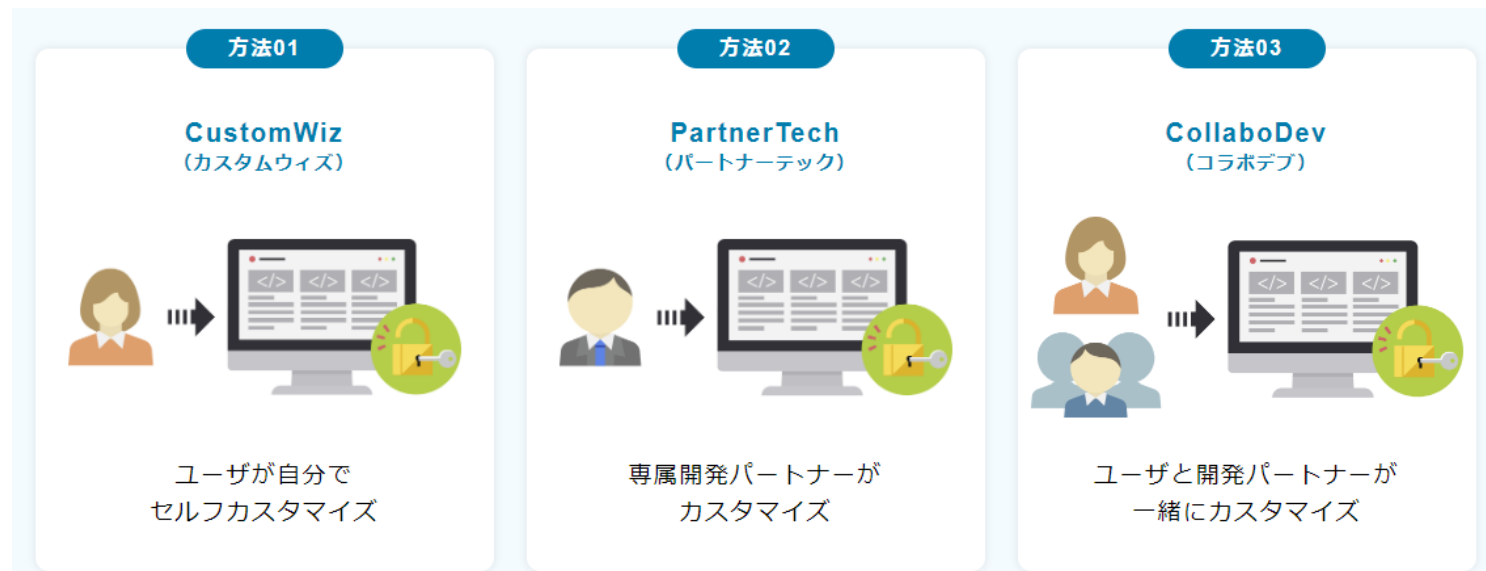 方法01
CustomWiz
（カスタムウィズ）
</>
</>
</>
ユーザが自分で
セルフカスタマイズ
方法02
PartnerTech
（パートナーテック）
</>
</>
</>
専属開発パートナーが
カスタマイズ
方法03
CollaboDev
（コラボデブ）
</>
</>
</>
ユーザと開発パートナーが
一緒にカスタマイズ